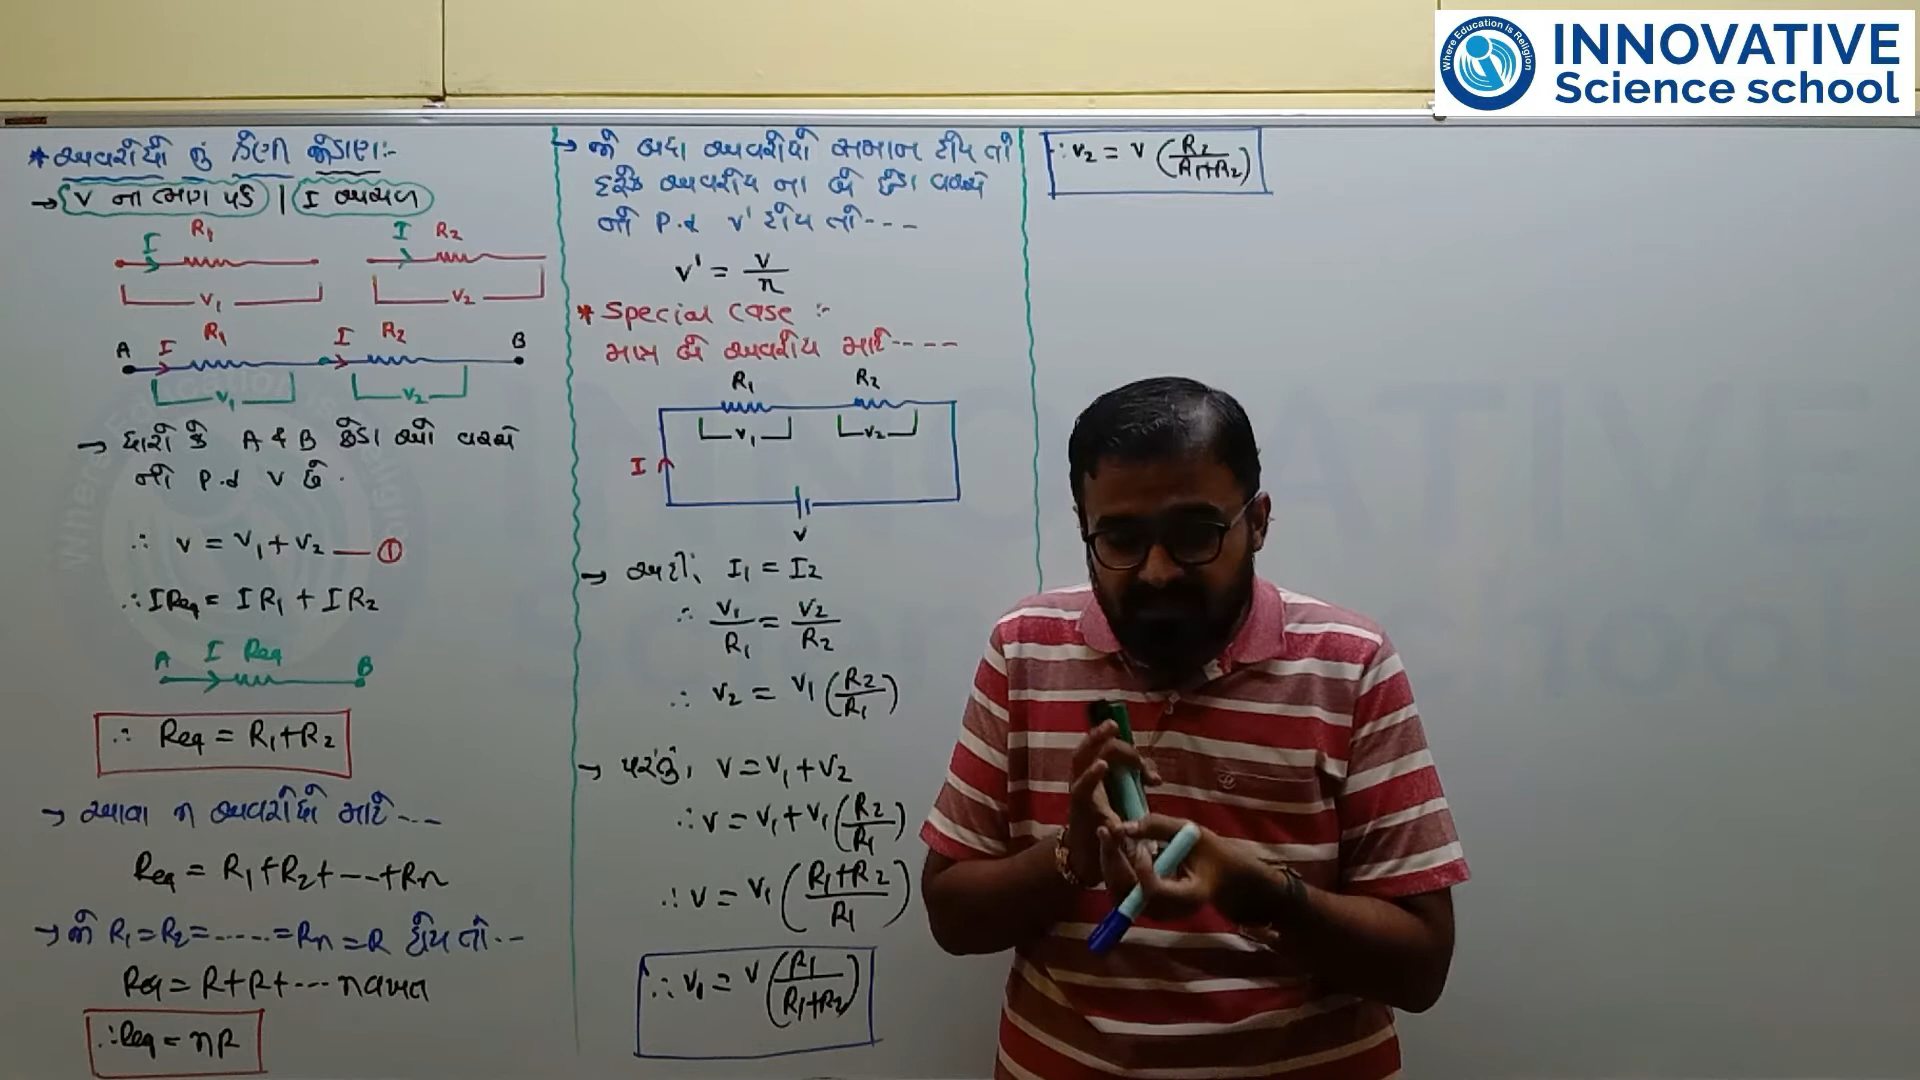 * અવરોધો નું શ્રેણી જોડાણ:-
→ V ના ભાગ પડે | I અચળ
I R₁ I R₂
V₁ V₂
A I R₁ I R₂ B
V₁ V₂
→ ધારો કે A & B છેડા ઓ વચ્ચે
નો P.d V છે.
∴ V = V₁ + V₂ — ①
∴ IReq = IR₁ + IR₂
A I Req B
∴ Req = R₁+R₂
→ આવા n અવરોધો માટે ---
Req = R₁+R₂+---+Rn
→ જો R₁=R₂=-----=Rn=R હોય તો --
Req = R+R+--- n વખત
∴ Req = nR
→ જો બધા અવરોધો સમાન હોય તો
દરેક અવરોધ ના બે છેડા વચ્ચે
નો P.d V' હોય તો ---
V' = V/n
* Special case :-
માત્ર બે અવરોધ માટે ----
R₁ R₂
V₁ V₂
I
V
→ અહીં, I₁ = I₂
∴ V₁/R₁ = V₂/R₂
∴ V₂ = V₁ (R₂/R₁)
→ પરંતુ, V = V₁ + V₂
∴ V = V₁ + V₁ (R₂/R₁)
∴ V = V₁ ((R₁+R₂)/R₁)
∴ V₁ = V (R₁/(R₁+R₂))
∴ V₂ = V (R₂/(R₁+R₂))
Where Education is Religion
INNOVATIVE
Science school